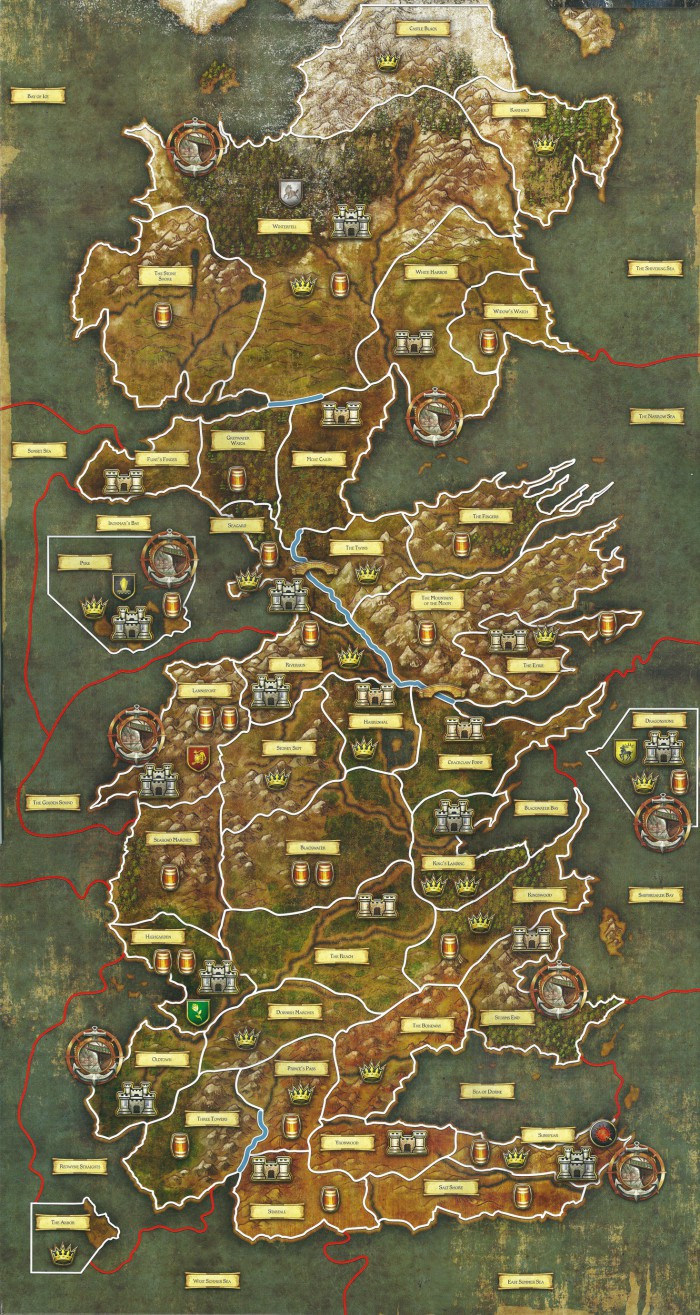 CASTLE BLACK
BAY OF ICE
KARHOLD
WINTERFELL
THE STONY
SHORE
WHITE HARBOR
THE SHIVERING SEA
WIDOW'S WATCH
THE NARROW SEA
SUNSET SEA
FLINT'S FINGER
GREYWATER
WATCH
MOAT CAILIN
IRONMAN'S BAY
SEAGARD
THE FINGERS
THE TWINS
PYKE
THE MOUNTAINS
OF THE MOON
THE EYRIE
RIVERRUN
LANNISPORT
HARRENHAL
DRAGONSTONE
STONEY SEPT
CRACKCLAW POINT
THE GOLDEN SOUND
BLACKWATER BAY
SEAROAD MARCHES
BLACKWATER
KING'S LANDING
KINGSWOOD
SHIPBREAKER BAY
HIGHGARDEN
THE REACH
DORNISH MARCHES
STORMS END
THE BONEWAY
OLDTOWN
PRINCE'S PASS
SEA OF DORNE
THREE TOWERS
YRONWOOD
SUNSPEAR
REDWYNE STRAIGHTS
SALT SHORE
STARFALL
THE ARBOR
WEST SUMMER SEA
EAST SUMMER SEA